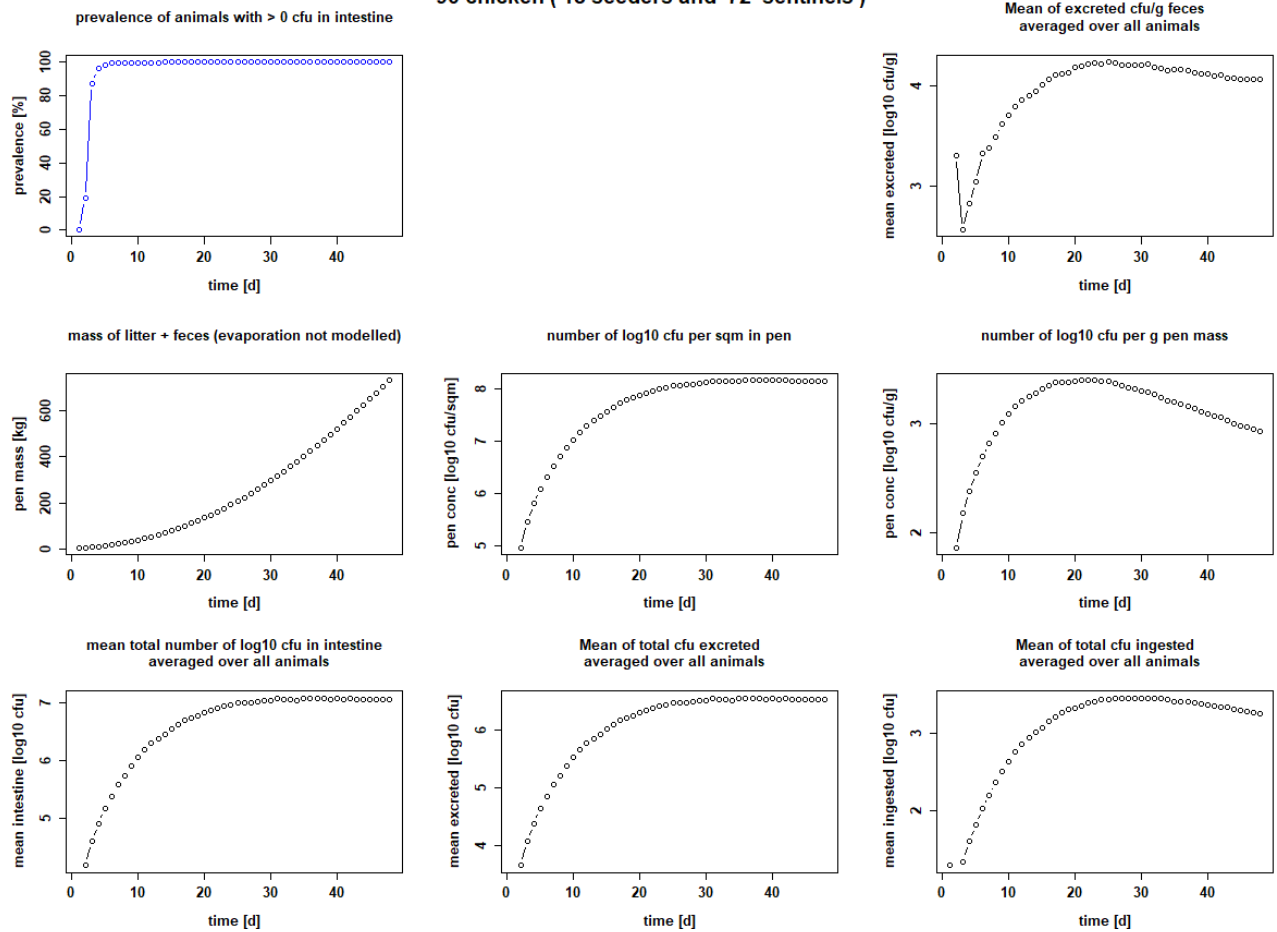 chicken ( seeders and sentinels )
prevalence of animals with > 0 cfu in intestine
prevalence [%]
0
20
40
60
80
100
0 10 20 30 40
time [d]
Mean of excreted cfu/g feces
averaged over all animals
mean excreted [log10 cfu/g]
3
4
0 10 20 30 40
time [d]
mass of litter + feces (evaporation not modelled)
pen mass [kg]
0
200
400
600
0 10 20 30 40
time [d]
number of log10 cfu per sqm in pen
pen conc [log10 cfu/sqm]
5
6
7
8
0 10 20 30 40
time [d]
number of log10 cfu per g pen mass
pen conc [log10 cfu/g]
2
3
0 10 20 30 40
time [d]
mean total number of log10 cfu in intestine
averaged over all animals
mean intestine [log10 cfu]
5
6
7
0 10 20 30 40
time [d]
Mean of total cfu excreted
averaged over all animals
mean excreted [log10 cfu]
4
5
6
0 10 20 30 40
time [d]
Mean of total cfu ingested
averaged over all animals
mean ingested [log10 cfu]
2
3
0 10 20 30 40
time [d]